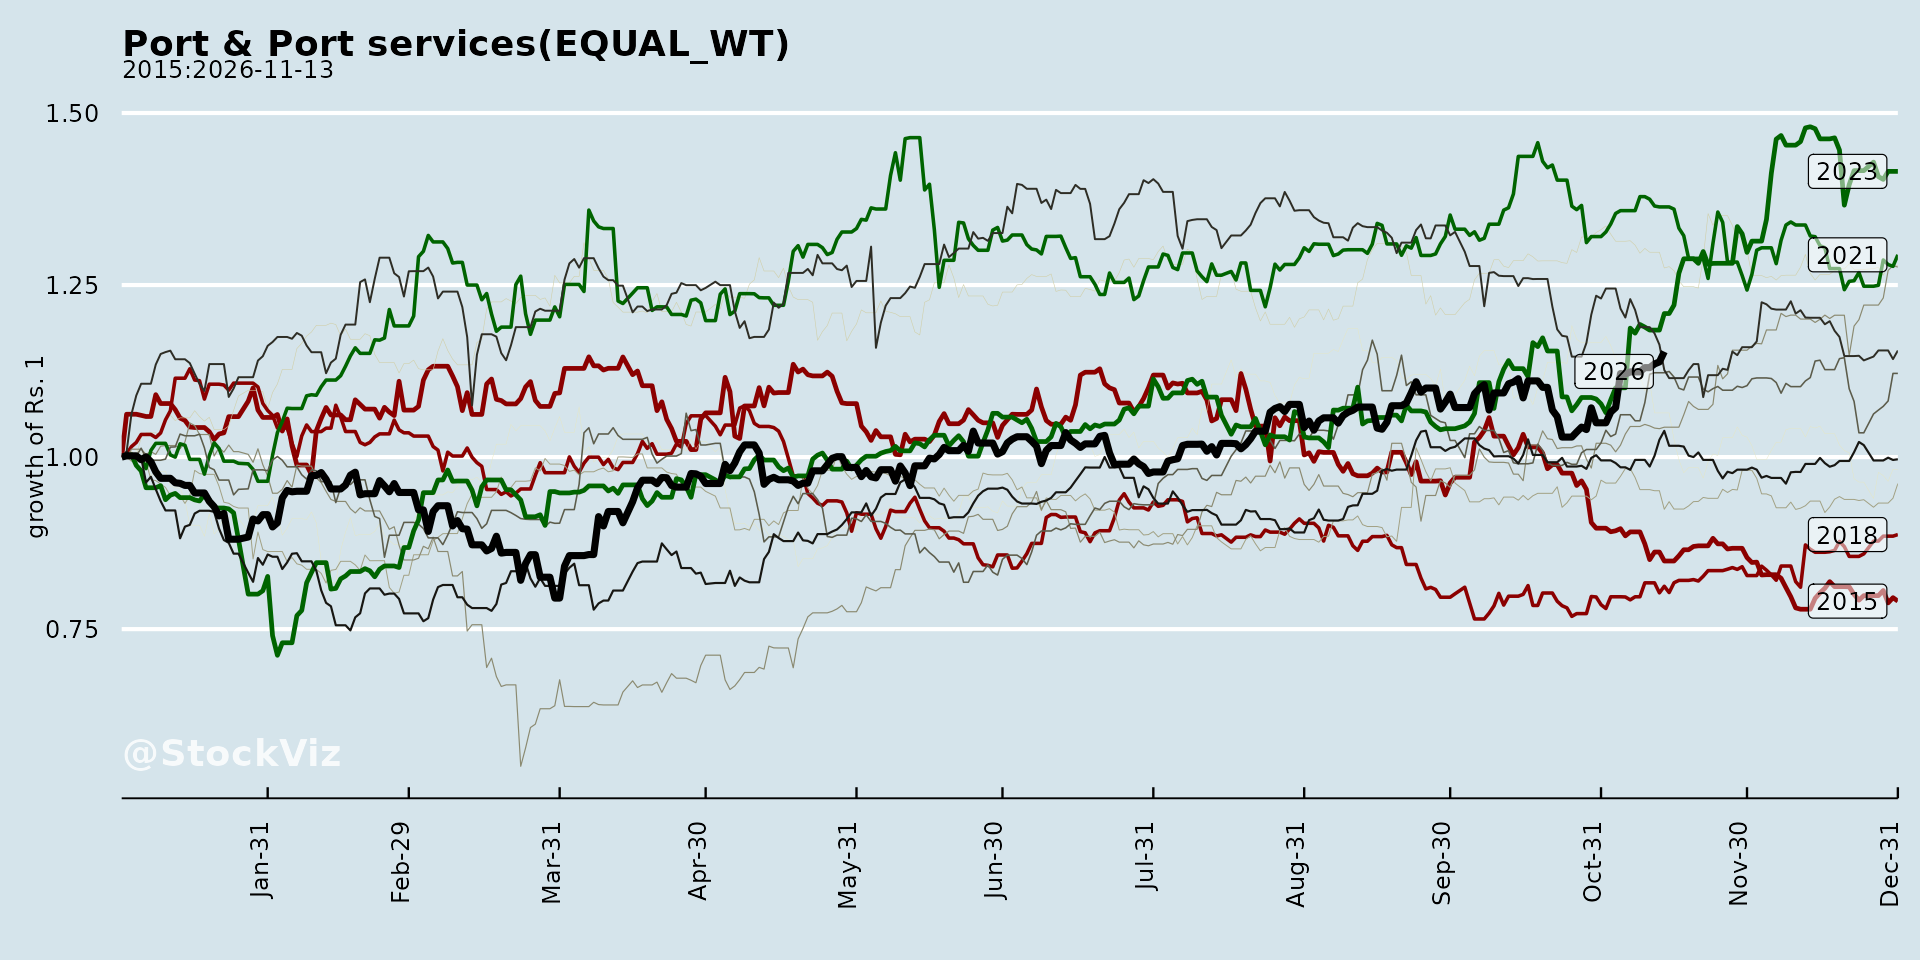 Port & Port services(EQUAL_WT)
2015:2026-11-13
growth of Rs. 1
1.50
1.25
1.00
0.75
2023
2021
2026
2018
2015
@StockViz
Jan-31
Feb-29
Mar-31
Apr-30
May-31
Jun-30
Jul-31
Aug-31
Sep-30
Oct-31
Nov-30
Dec-31